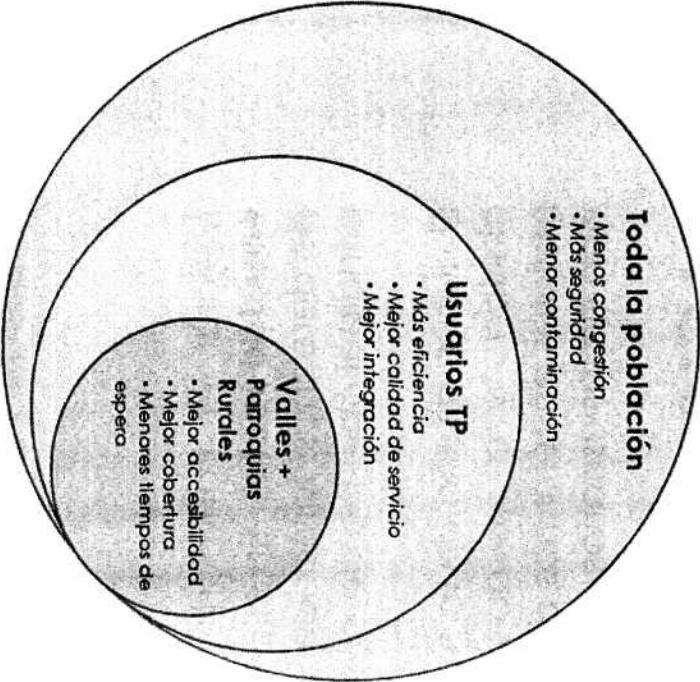 Toda la población
• Menos congestión
• Más seguridad
• Menor contaminación
Usuarios TP
• Más eficiencia
• Mejor calidad de servicio
• Mejor integración
Valles +
Parroquias
Rurales
• Mejor accesibilidad
• Mejor cobertura
• Menares tiempos de
espera